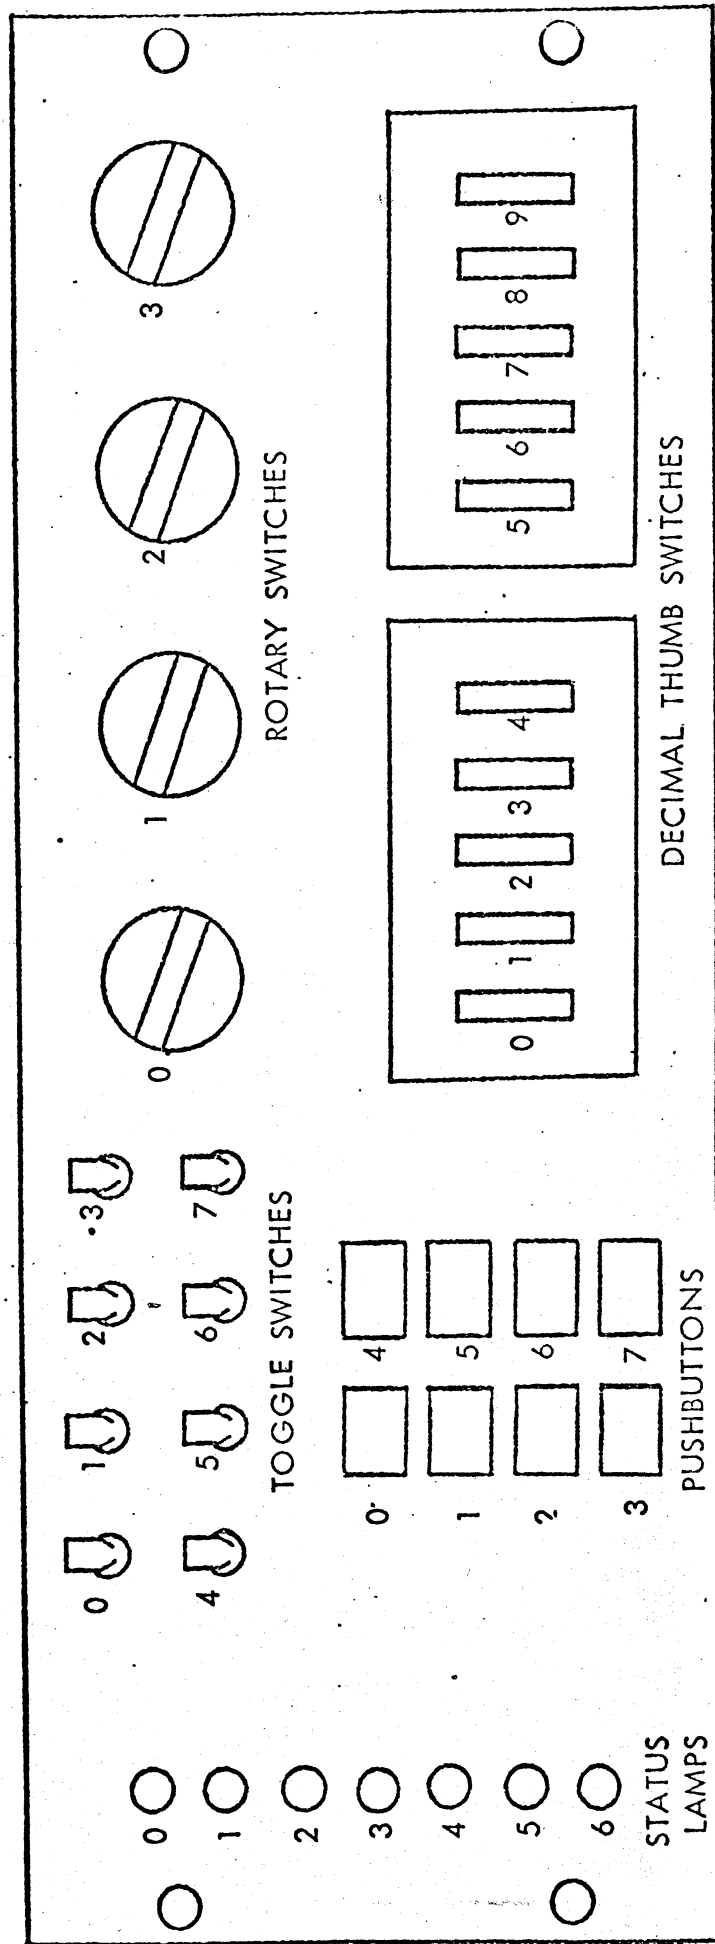 0
1
2
3
4
5
6
STATUS
LAMPS
0 1 2 3
4 5 6 7
TOGGLE SWITCHES
0 1 2 3
ROTARY SWITCHES
0 4
1 5
2 6
3 7
PUSHBUTTONS
0 1 2 3 4 5 6 7 8 9
DECIMAL THUMB SWITCHES